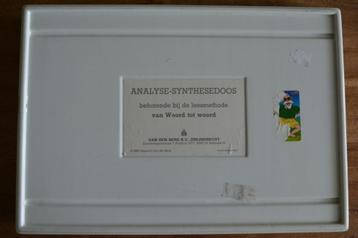 ANALYSE-SYNTHESEDOOS
behorende bij de leesmethode
van Woord tot woord
VAN DEN BERG B.V., ZWIJNDRECHT